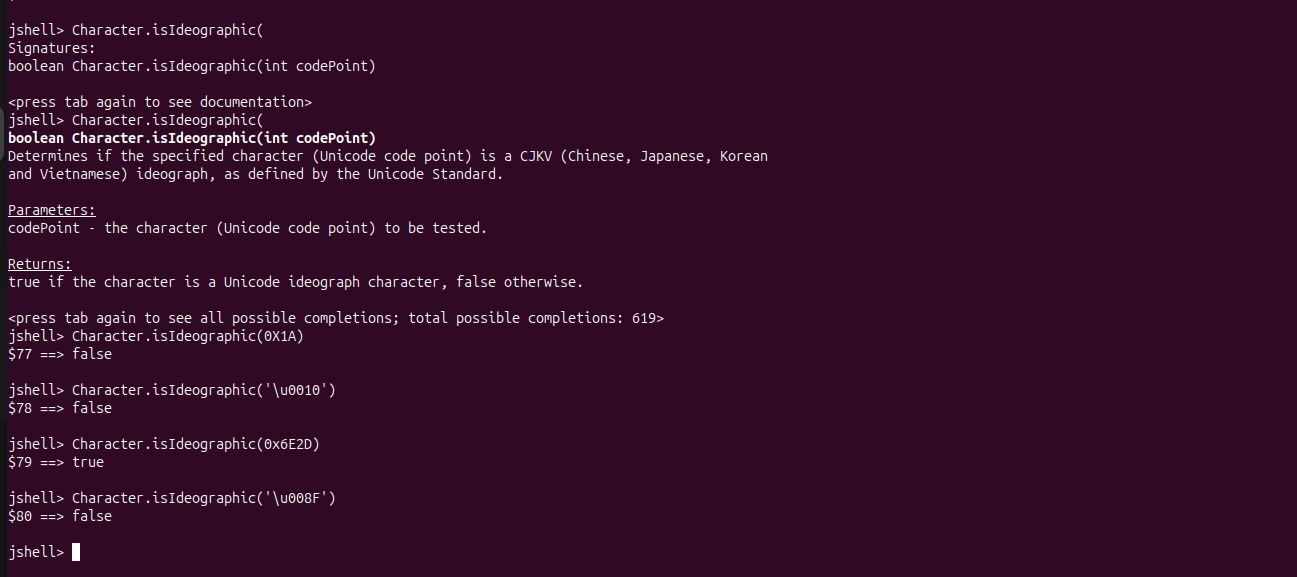 jshell> Character.isIdeographic(
Signatures:
boolean Character.isIdeographic(int codePoint)
<press tab again to see documentation>
jshell> Character.isIdeographic(
boolean Character.isIdeographic(int codePoint)
Determines if the specified character (Unicode code point) is a CJKV (Chinese, Japanese, Korean
and Vietnamese) ideograph, as defined by the Unicode Standard.
Parameters:
codePoint - the character (Unicode code point) to be tested.
Returns:
true if the character is a Unicode ideograph character, false otherwise.
<press tab again to see all possible completions; total possible completions: 619>
jshell> Character.isIdeographic(0X1A)
$77 ==> false
jshell> Character.isIdeographic('\u0010')
$78 ==> false
jshell> Character.isIdeographic(0x6E2D)
$79 ==> true
jshell> Character.isIdeographic('\u008F')
$80 ==> false
jshell>